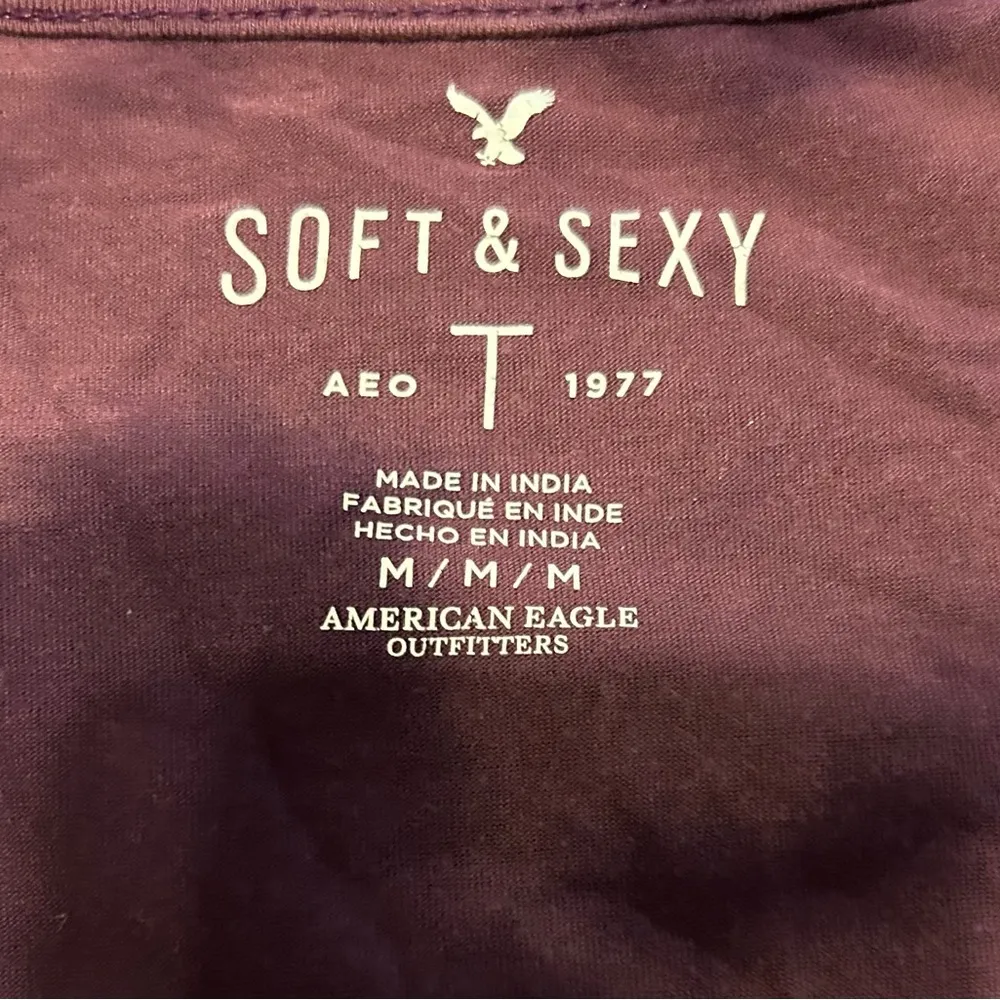 SOFT & SEXY
AEO T 1977
MADE IN INDIA
FABRIQUÉ EN INDE
HECHO EN INDIA
M / M / M
AMERICAN EAGLE
OUTFITTERS